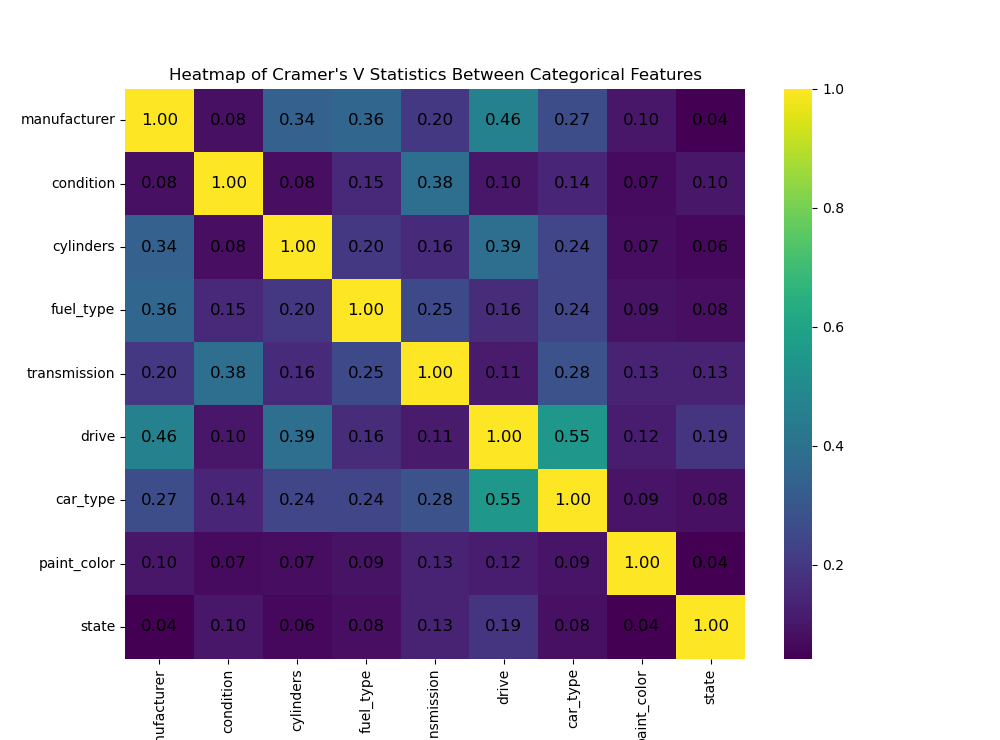 Heatmap of Cramer's V Statistics Between Categorical Features
manufacturer 1.00 0.08 0.34 0.36 0.20 0.46 0.27 0.10 0.04
condition 0.08 1.00 0.08 0.15 0.38 0.10 0.14 0.07 0.10
cylinders 0.34 0.08 1.00 0.20 0.16 0.39 0.24 0.07 0.06
fuel_type 0.36 0.15 0.20 1.00 0.25 0.16 0.24 0.09 0.08
transmission 0.20 0.38 0.16 0.25 1.00 0.11 0.28 0.13 0.13
drive 0.46 0.10 0.39 0.16 0.11 1.00 0.55 0.12 0.19
car_type 0.27 0.14 0.24 0.24 0.28 0.55 1.00 0.09 0.08
paint_color 0.10 0.07 0.07 0.09 0.13 0.12 0.09 1.00 0.04
state 0.04 0.10 0.06 0.08 0.13 0.19 0.08 0.04 1.00
nufacturer
condition
cylinders
fuel_type
nsmission
drive
car_type
paint_color
state
1.0
0.8
0.6
0.4
0.2